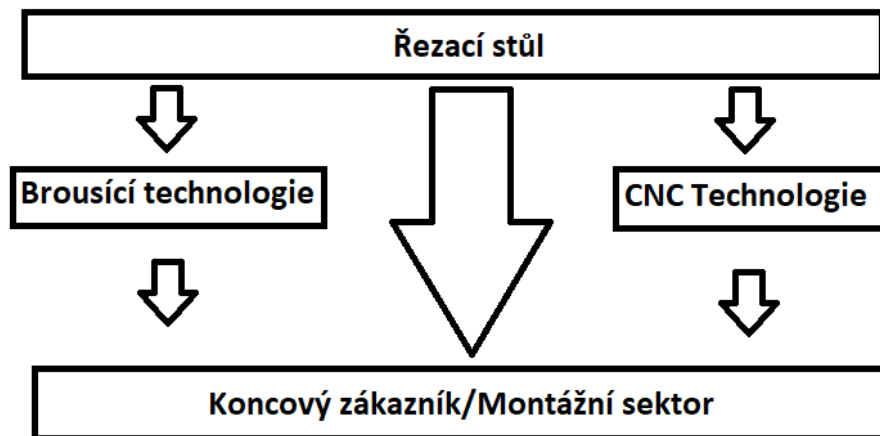 Řezací stůl
Brousící technologie
CNC Technologie
Koncový zákazník/Montážní sektor